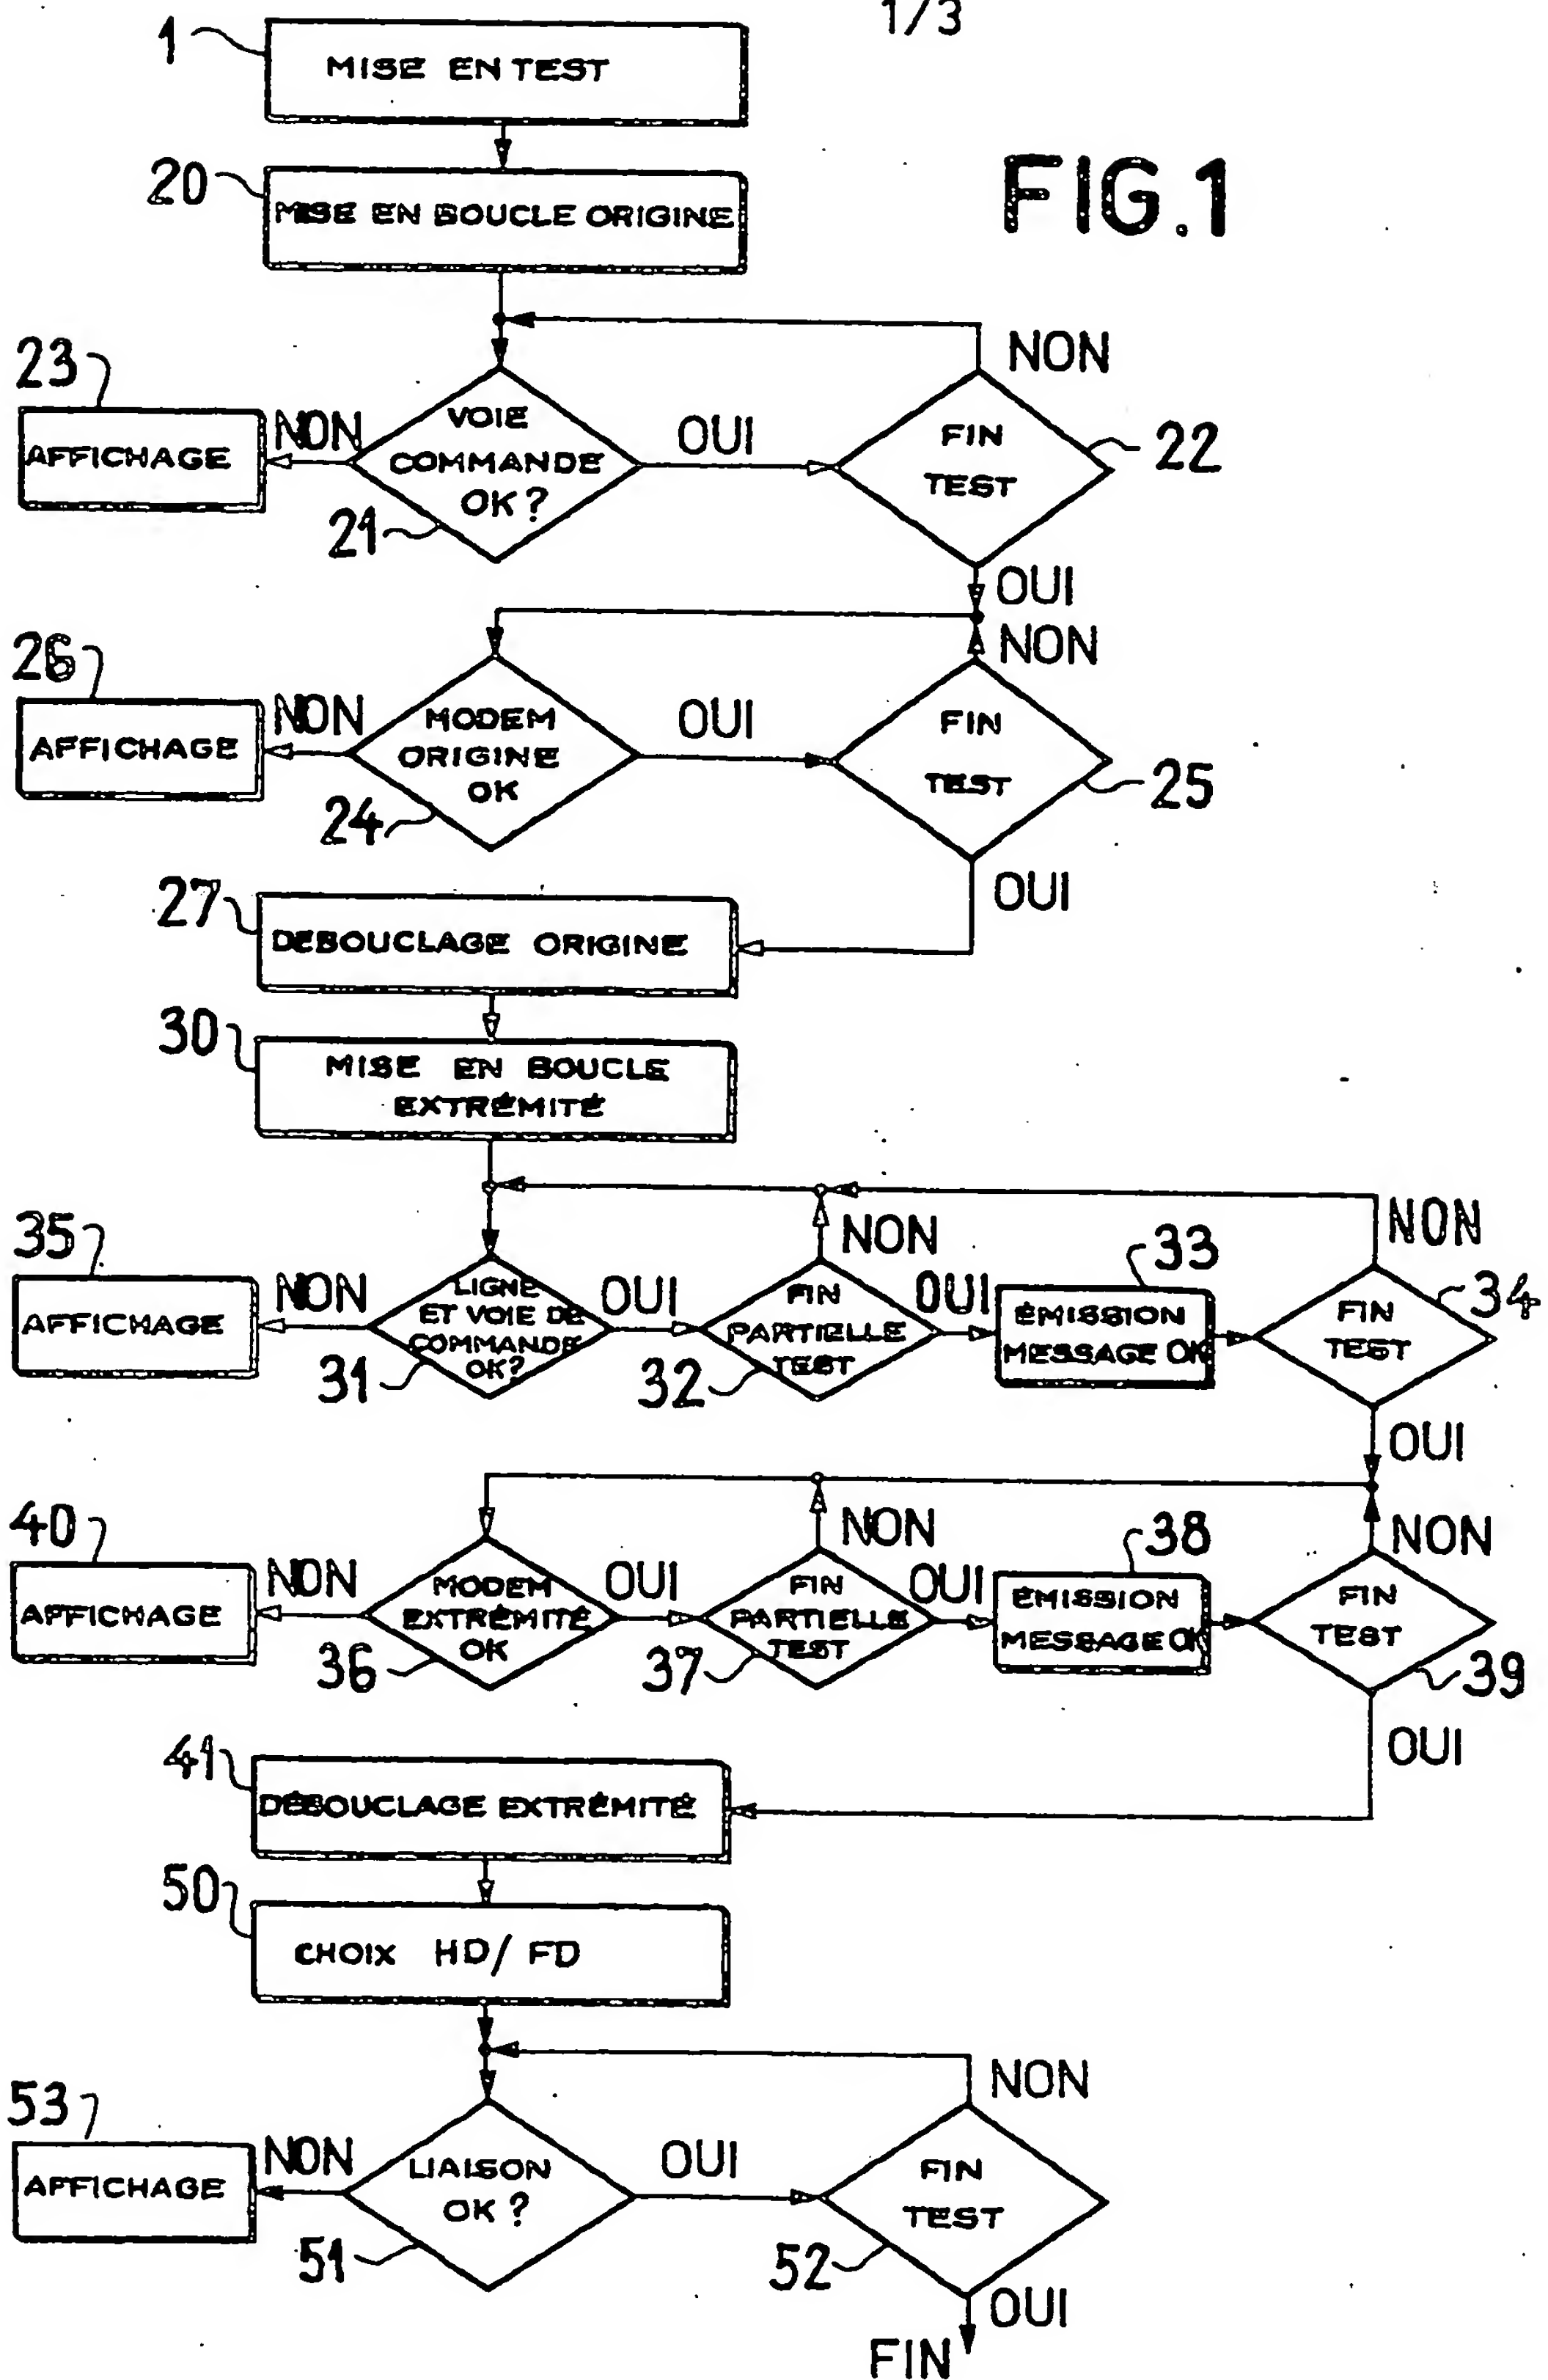 1/3
1
MISE EN TEST
FIG.1
20
MISE EN BOUCLE ORIGINE
NON
23
AFFICHAGE
NON
VOIE
COMMANDE
OK?
21
OUI
FIN
TEST
22
OUI
NON
26
AFFICHAGE
NON
MODEM
ORIGINE
OK
24
OUI
FIN
TEST
25
OUI
27
DEBOUCLAGE ORIGINE
30
MISE EN BOUCLE
EXTRÉMITÉ
35
AFFICHAGE
NON
LIGNE
ET VOIE DE
COMMANDE
OK?
31
OUI
NON
FIN
PARTIELLE
TEST
32
OUI
33
ÉMISSION
MESSAGE OK
NON
34
FIN
TEST
OUI
40
AFFICHAGE
NON
MODEM
EXTRÉMITÉ
OK
36
OUI
NON
FIN
PARTIELLE
TEST
37
OUI
38
ÉMISSION
MESSAGE OK
NON
FIN
TEST
39
OUI
41
DÉBOUCLAGE EXTRÉMITÉ
50
CHOIX HD/ FD
NON
53
AFFICHAGE
NON
LIAISON
OK?
51
OUI
FIN
TEST
52
OUI
FIN